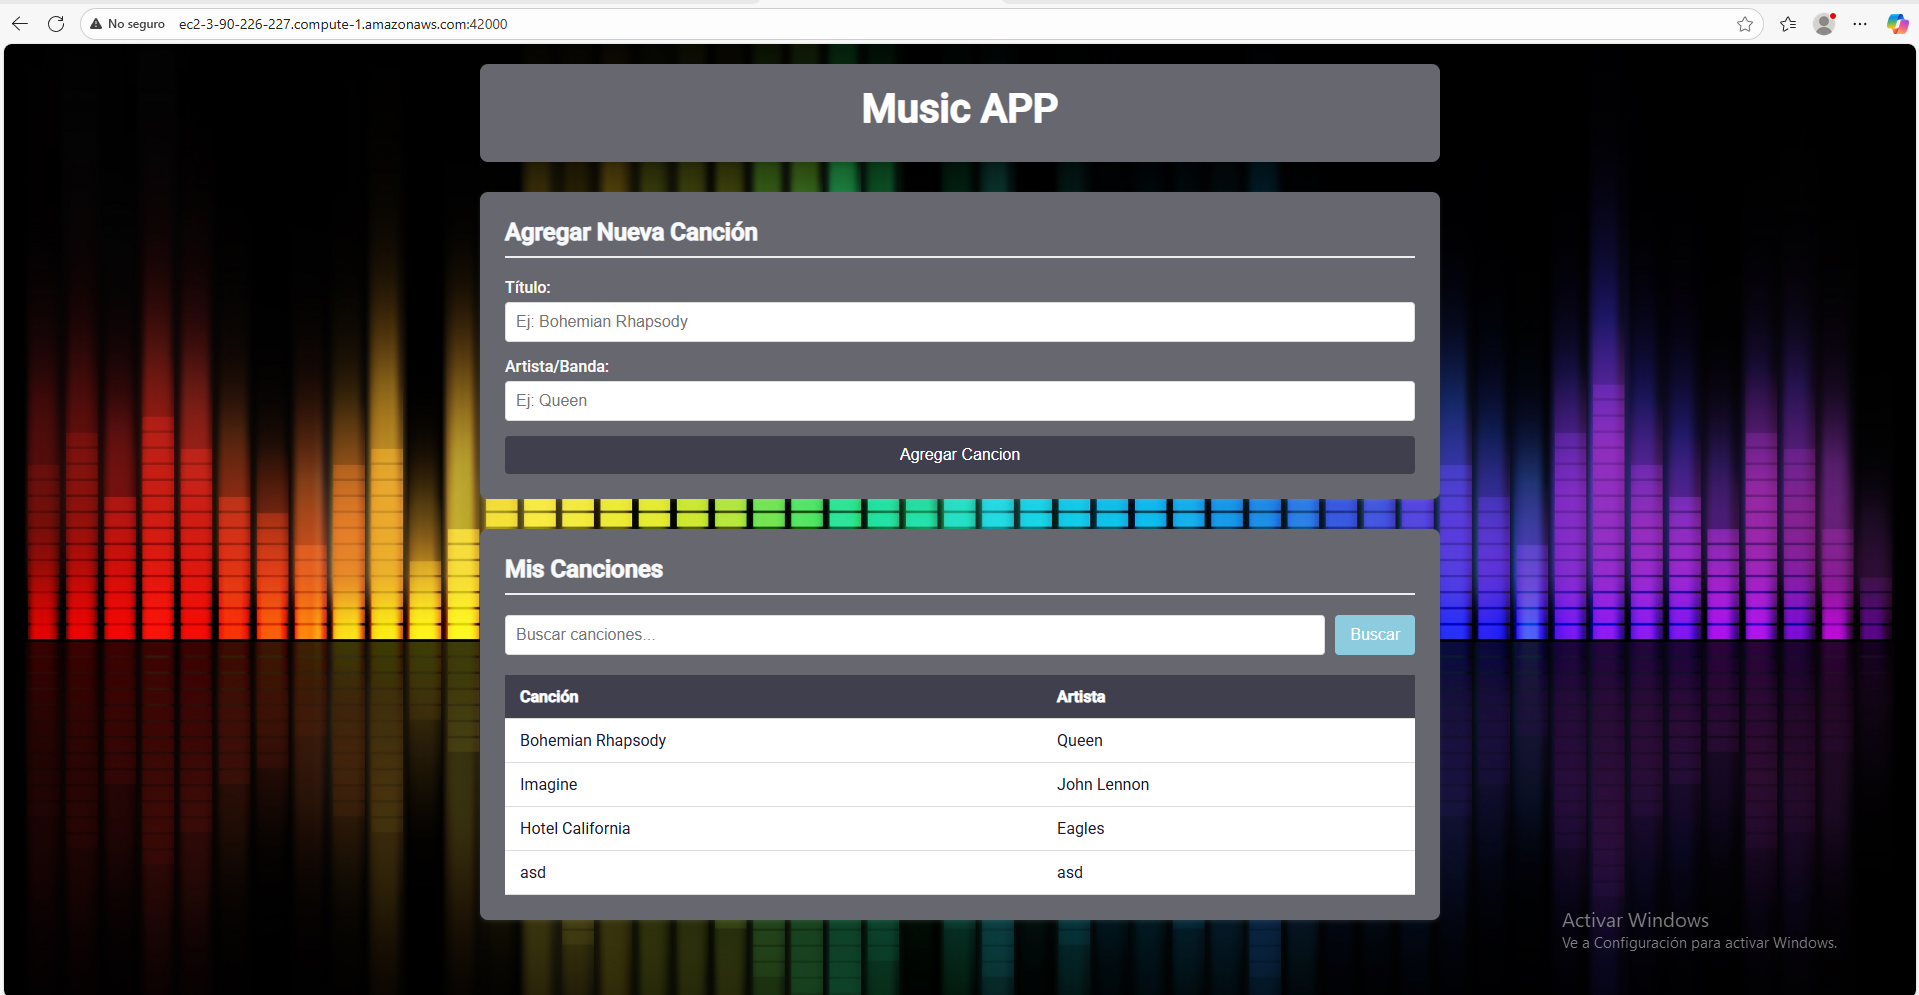 No seguro ec2-3-90-226-227.compute-1.amazonaws.com:42000
Music APP
Agregar Nueva Canción
Título:
Ej: Bohemian Rhapsody
Artista/Banda:
Ej: Queen
Agregar Cancion
Mis Canciones
Buscar canciones... Buscar
Canción Artista
Bohemian Rhapsody Queen
Imagine John Lennon
Hotel California Eagles
asd asd
Activar Windows
Ve a Configuración para activar Windows.